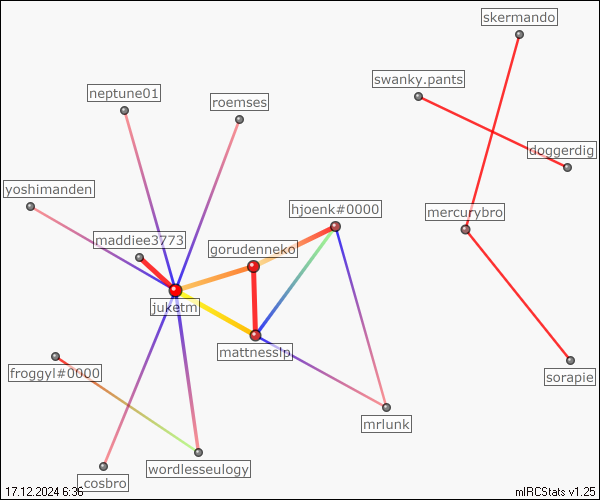 skermando
swanky.pants
neptune01
roemses
doggerdig
yoshimanden
hjoenk#0000
mercurybro
maddiee3773
gorudenneko
juketm
mattnesslp
froggyl#0000
sorapie
mrlunk
wordlesseulogy
_cosbro
17.12.2024 6:36
mIRCStats v1.25